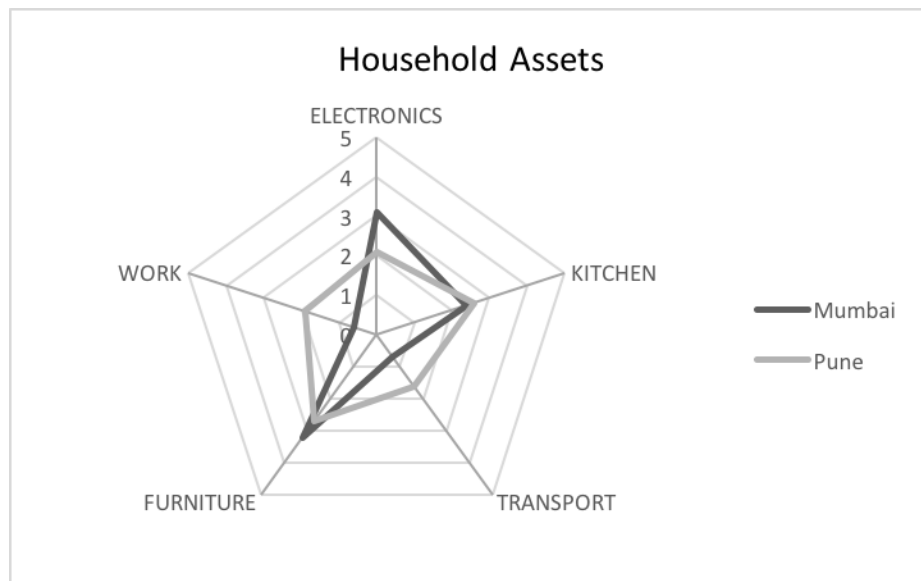 Household Assets
ELECTRONICS
5
4
3
2
1
0
WORK
KITCHEN
FURNITURE
TRANSPORT
Mumbai
Pune